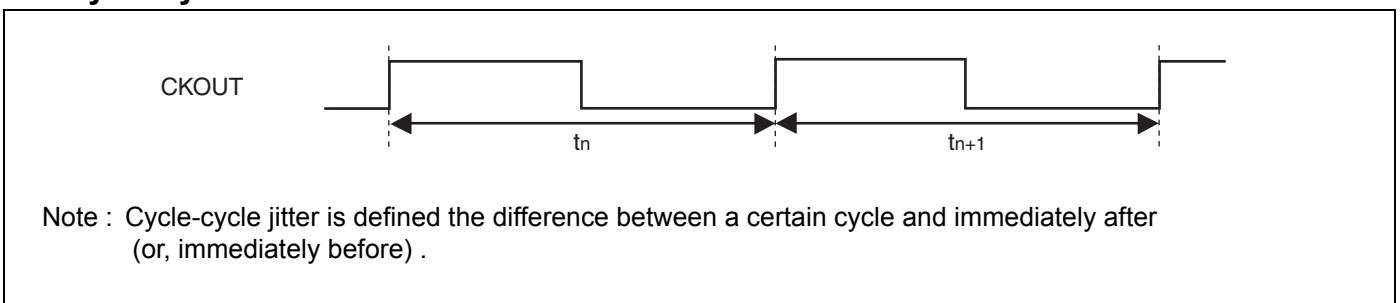 CKOUT
tn
tn+1
Note : Cycle-cycle jitter is defined the difference between a certain cycle and immediately after
(or, immediately before) .